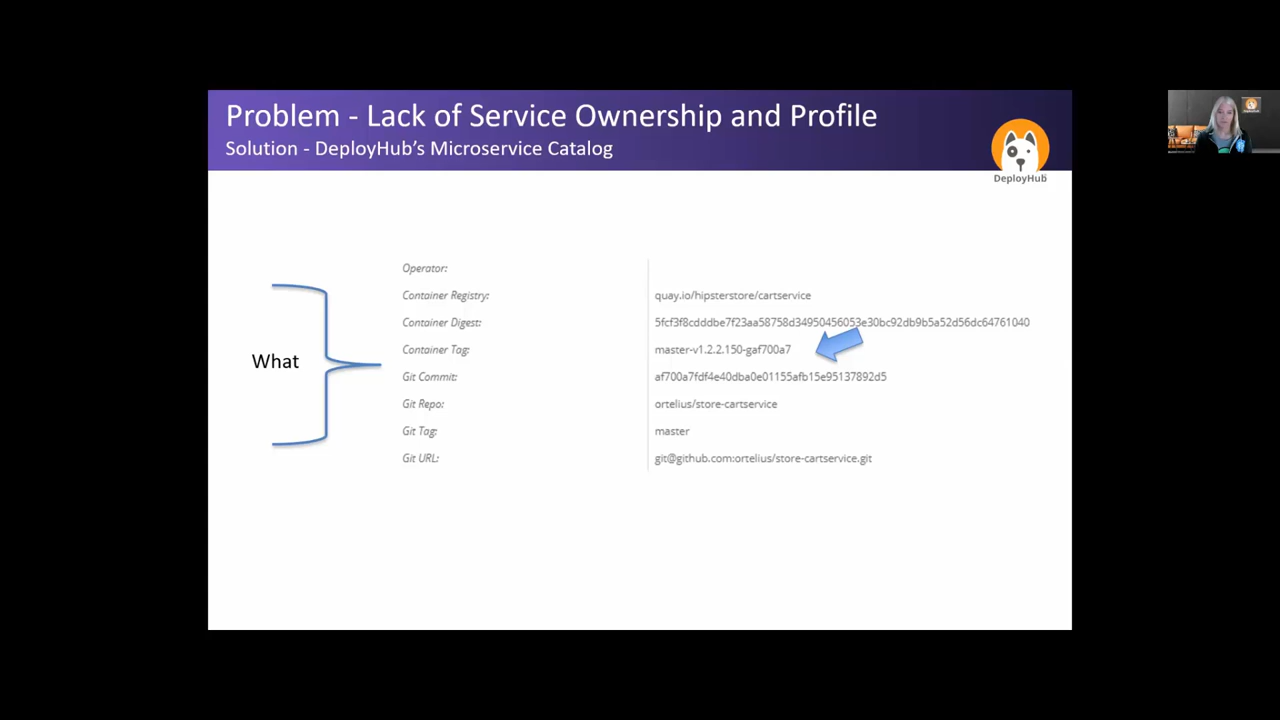 Problem - Lack of Service Ownership and Profile
Solution - DeployHub's Microservice Catalog
DeployHub
What
Operator:
Container Registry: quay.io/hipsterstore/cartservice
Container Digest: 5fcf3f8cdddbe7f23aa58758d34950456053e30bc92db9b5a52d56dc64761040
Container Tag: master-v1.2.2.150-gaf700a7
Git Commit: af700a7fdf4e40dba0e01155afb15e95137892d5
Git Repo: ortelius/store-cartservice
Git Tag: master
Git URL: git@github.com:ortelius/store-cartservice.git